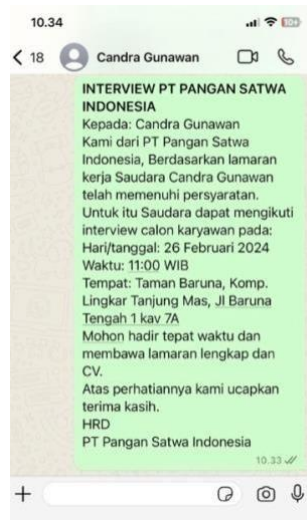 10.34
18 Candra Gunawan
INTERVIEW PT PANGAN SATWA
INDONESIA
Kepada: Candra Gunawan
Kami dari PT Pangan Satwa
Indonesia, Berdasarkan lamaran
kerja Saudara Candra Gunawan
telah memenuhi persyaratan.
Untuk itu Saudara dapat mengikuti
interview calon karyawan pada:
Hari/tanggal: 26 Februari 2024
Waktu: 11:00 WIB
Tempat: Taman Baruna, Komp.
Lingkar Tanjung Mas, Jl Baruna
Tengah 1 kav 7A
Mohon hadir tepat waktu dan
membawa lamaran lengkap dan
CV.
Atas perhatiannya kami ucapkan
terima kasih.
HRD
PT Pangan Satwa Indonesia
10.33